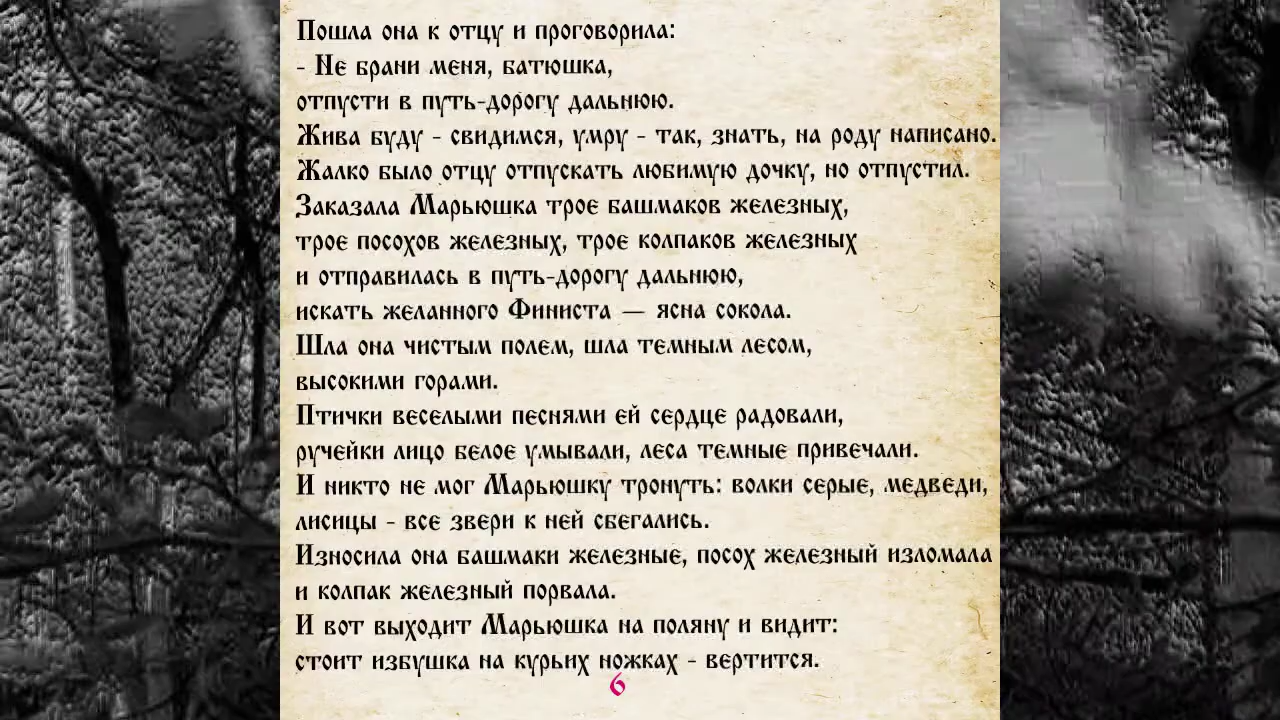 Пошла она к отцу и проговорила:
- Не брани меня, батюшка,
отпусти в путь-дорогу дальнюю.
Жива буду - свидимся, умру - так, знать, на роду написано.
Жалко было отцу отпускать любимую дочку, но отпустил.
Заказала Марьюшка трое башмаков железных,
трое посохов железных, трое колпаков железных
и отправилась в путь-дорогу дальнюю,
искать желанного Финиста — ясна сокола.
Шла она чистым полем, шла темным лесом,
высокими горами.
Птички веселыми песнями ей сердце радовали,
ручейки лицо белое умывали, леса темные привечали.
И никто не мог Марьюшку тронуть: волки серые, медведи,
лисицы - все звери к ней сбегались.
Износила она башмаки железные, посох железный изломала
и колпак железный порвала.
И вот выходит Марьюшка на поляну и видит:
стоит избушка на курьих ножках - вертится.
6